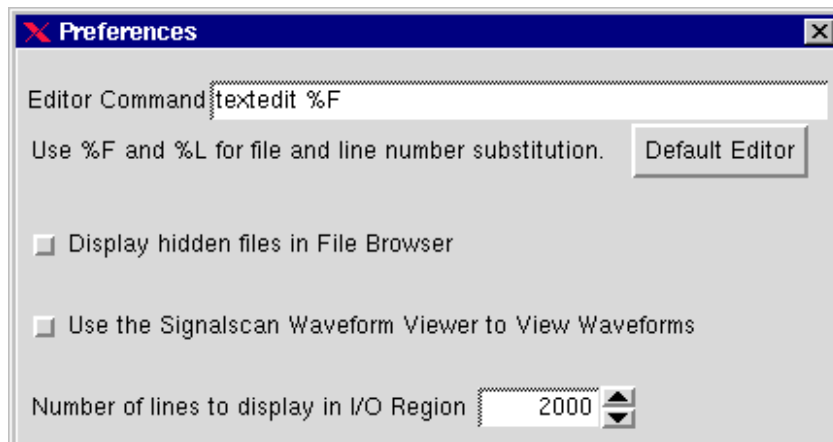 Preferences
Editor Command textedit %F
Use %F and %L for file and line number substitution. Default Editor
Display hidden files in File Browser
Use the Signalscan Waveform Viewer to View Waveforms
Number of lines to display in I/O Region 2000